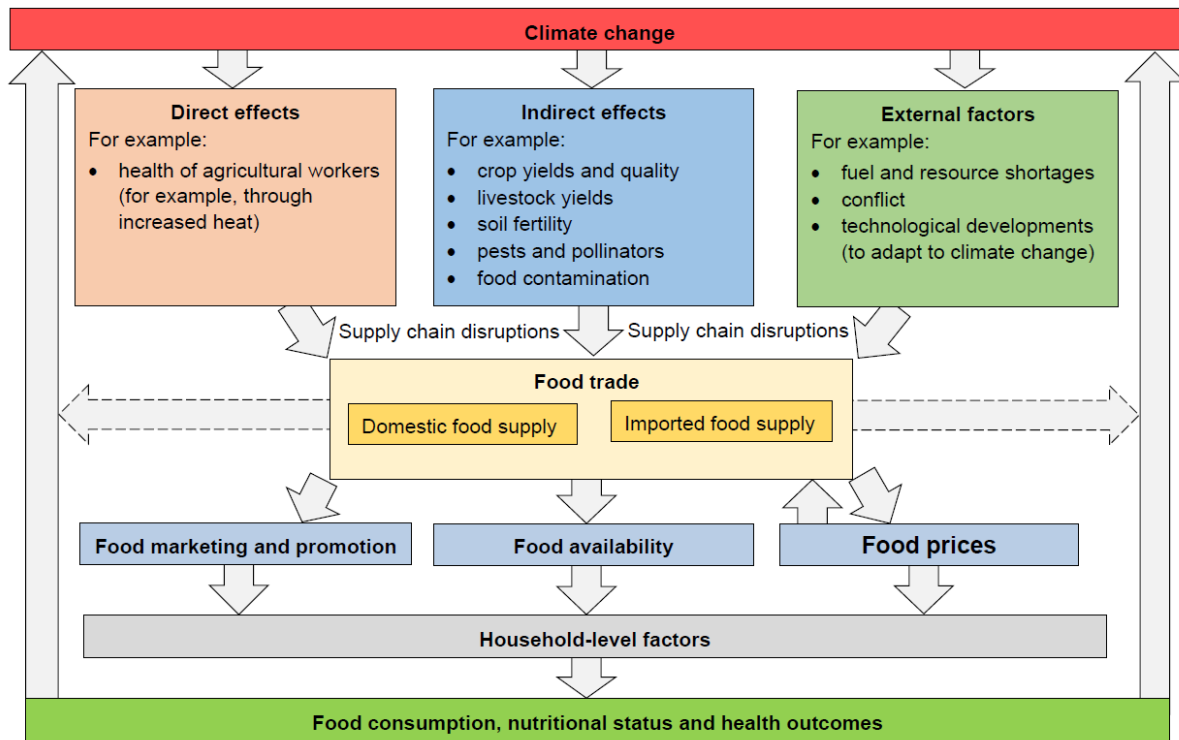 Climate change
Direct effects
For example:
• health of agricultural workers
(for example, through
increased heat)
Indirect effects
For example:
• crop yields and quality
• livestock yields
• soil fertility
• pests and pollinators
• food contamination
External factors
For example:
• fuel and resource shortages
• conflict
• technological developments
(to adapt to climate change)
Supply chain disruptions
Supply chain disruptions
Food trade
Domestic food supply
Imported food supply
Food marketing and promotion
Food availability
Food prices
Household-level factors
Food consumption, nutritional status and health outcomes